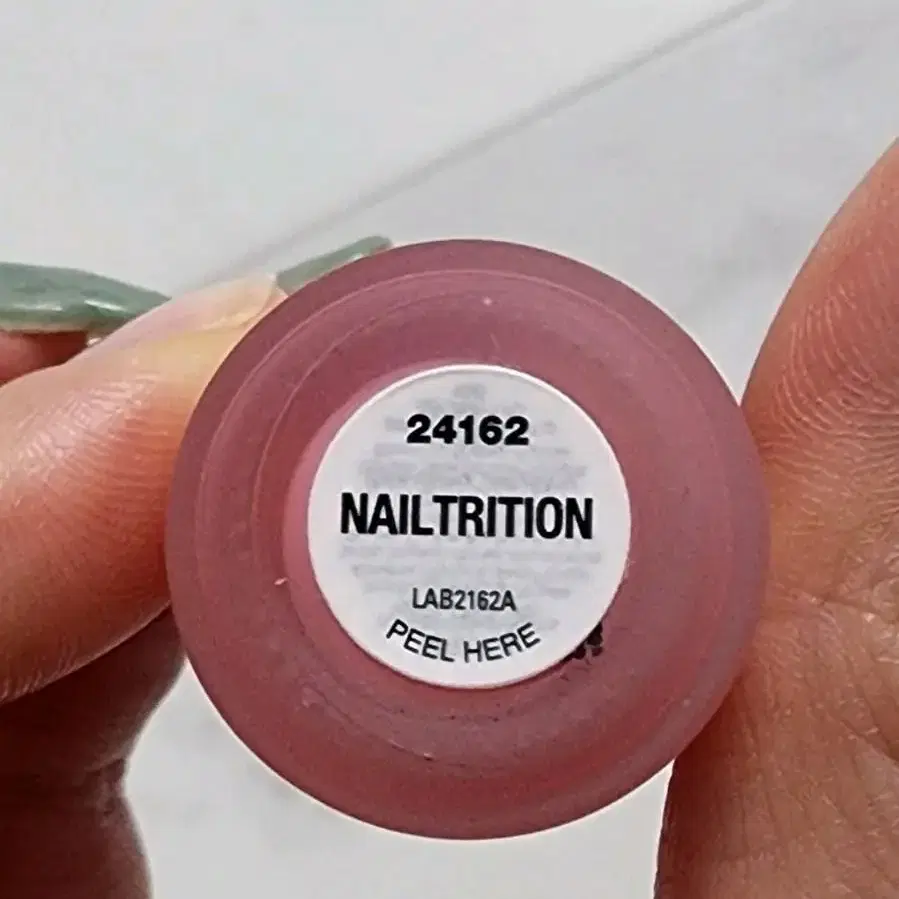 24162
NAILTRITION
LAB2162A
PEEL HERE